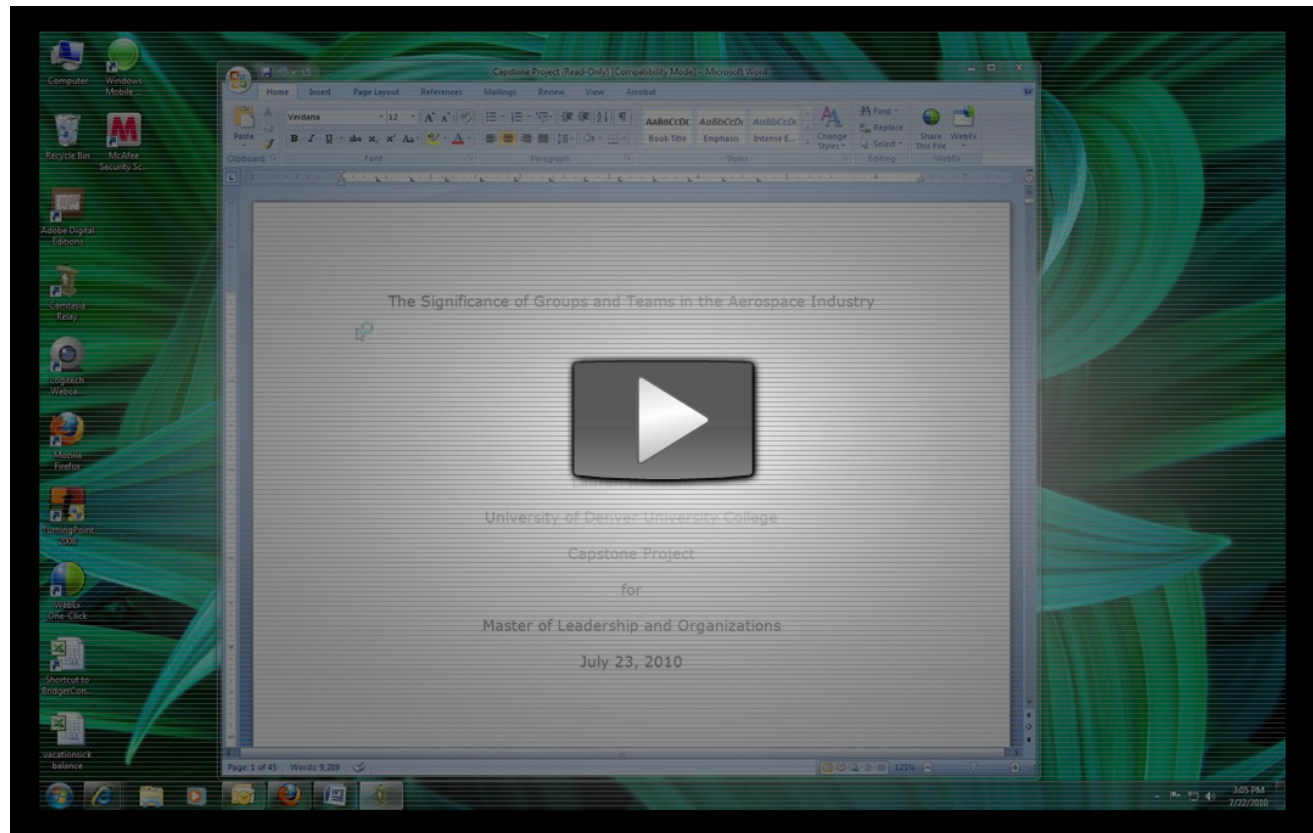 Computer
Windows
Mobile ...
Recycle Bin
McAfee
Security Sc...
Adobe Digital
Editions
Camtasia
Relay
Logitech
Webca...
Mozilla
Firefox
TurningPoint
2008
WebEx
One-Click
Shortcut to
BridgetCon...
vacationsick
balance
Capstone Project (Read-Only) [Compatibility Mode] - Microsoft Word
Home Insert Page Layout References Mailings Review View Acrobat
Verdana 12
Paste
AaBbCcDc AaBbCcDc AaBbCcDc
Book Title Emphasis Intense E...
Change
Styles
Find
Replace
Select
Share
This File
WebEx
Clipboard Font Paragraph Styles Editing WebEx
The Significance of Groups and Teams in the Aerospace Industry
University of Denver University College
Capstone Project
for
Master of Leadership and Organizations
July 23, 2010
Page: 1 of 45 Words: 9,289 125%
3:05 PM
7/22/2010